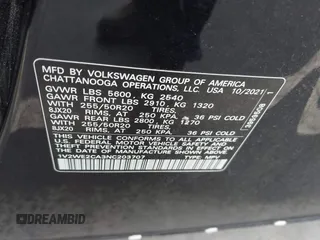 MFD BY VOLKSWAGEN GROUP OF AMERICA
CHATTANOOGA OPERATIONS, LLC. USA 10/2021
GVWR LBS 5600, KG 2540
GAWR FRONT LBS 2910, KG 1320
WITH 255/50R20 TIRES,
8JX20 RIMS, AT 250 KPA 36 PSI COLD
GAWR REAR LBS 2800, KG 1270
WITH 255/50R20 TIRES,
8JX20 RIMS, AT 250 KPA 36 PSI COLD
THIS VEHICLE CONFORMS TO ALL APPLICABLE
FEDERAL MOTOR VEHICLE SAFETY
STANDARDS IN EFFECT ON THE DATE OF
MANUFACTURE SHOWN ABOVE.
1V2WE2CA3NC203707 TYPE: MPV
DREAMBID